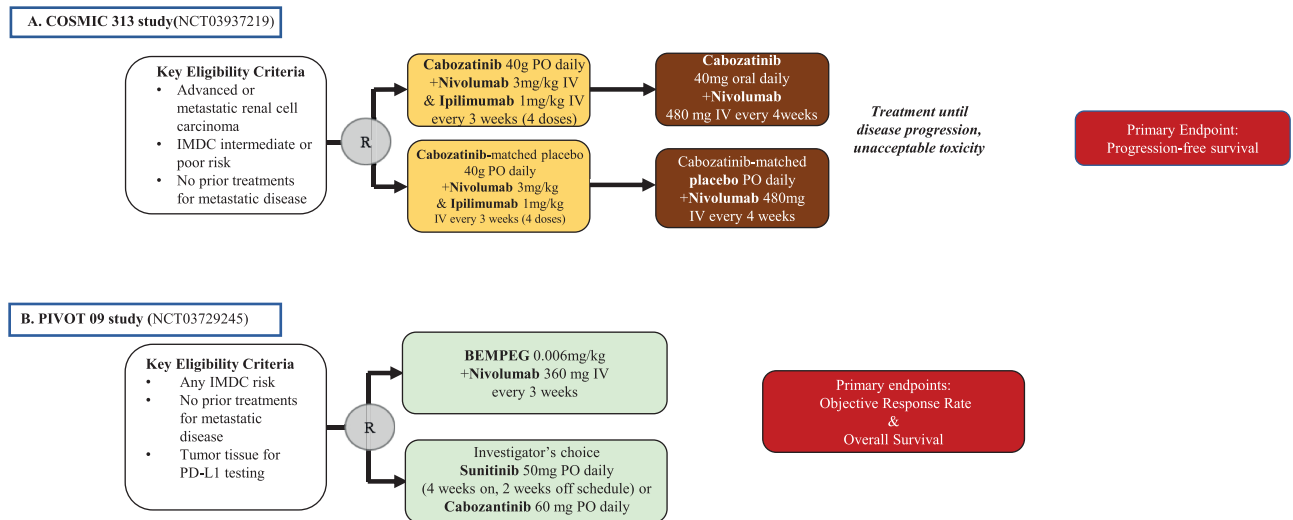 A. COSMIC 313 study(NCT03937219)
Key Eligibility Criteria
• Advanced or
metastatic renal cell
carcinoma
• IMDC intermediate or
poor risk
• No prior treatments
for metastatic disease
R
Cabozatinib 40g PO daily
+Nivolumab 3mg/kg IV
& Ipilimumab 1mg/kg IV
every 3 weeks (4 doses)
Cabozatinib-matched placebo
40g PO daily
+Nivolumab 3mg/kg
& Ipilimumab 1mg/kg
IV every 3 weeks (4 doses)
Cabozatinib
40mg oral daily
+Nivolumab
480 mg IV every 4weeks
Cabozatinib-matched
placebo PO daily
+Nivolumab 480mg
IV every 4 weeks
Treatment until
disease progression,
unacceptable toxicity
Primary Endpoint:
Progression-free survival
B. PIVOT 09 study (NCT03729245)
Key Eligibility Criteria
• Any IMDC risk
• No prior treatments
for metastatic
disease
• Tumor tissue for
PD-L1 testing
R
BEMPEG 0.006mg/kg
+Nivolumab 360 mg IV
every 3 weeks
Investigator's choice
Sunitinib 50mg PO daily
(4 weeks on, 2 weeks off schedule) or
Cabozantinib 60 mg PO daily
Primary endpoints:
Objective Response Rate
&
Overall Survival